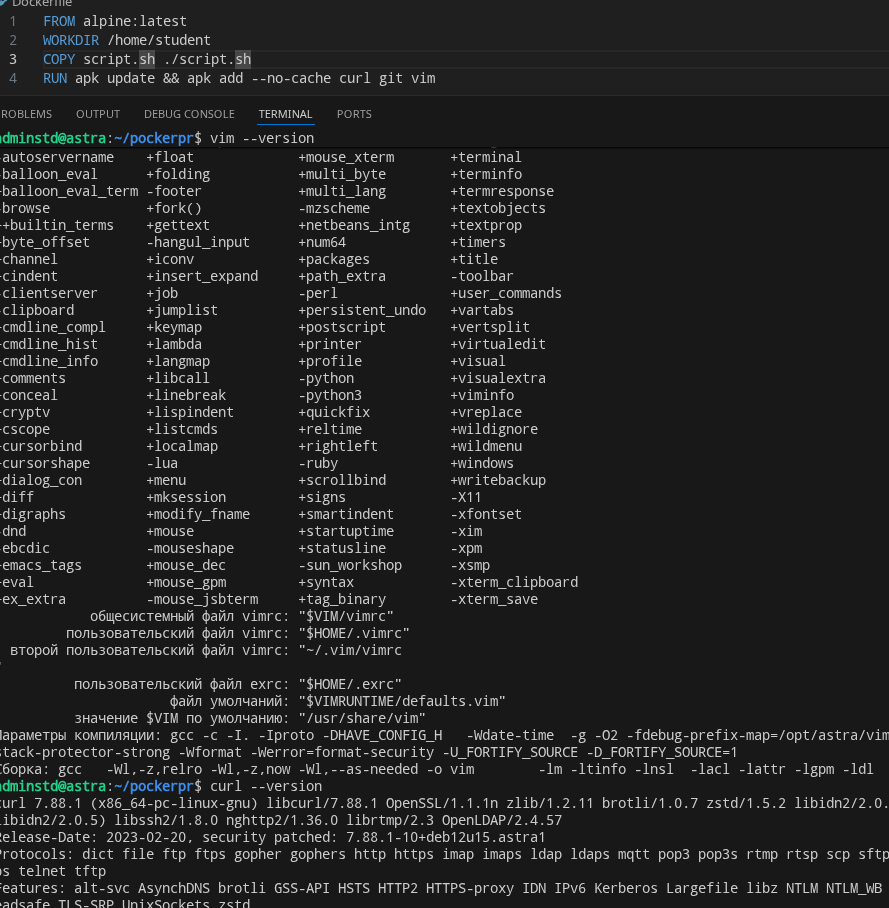 Dockerfile
1 FROM alpine:latest
2 WORKDIR /home/student
3 COPY script.sh ./script.sh
4 RUN apk update && apk add --no-cache curl git vim
ROBLEMS OUTPUT DEBUG CONSOLE TERMINAL PORTS
adminstd@astra:~/pockerpr$ vim --version
autoservername +float +mouse_xterm +terminal
balloon_eval +folding +multi_byte +terminfo
balloon_eval_term -footer +multi_lang +termresponse
browse +fork() -mzscheme +textobjects
+builtin_terms +gettext +netbeans_intg +textprop
byte_offset -hangul_input +num64 +timers
channel +iconv +packages +title
cindent +insert_expand +path_extra -toolbar
clientserver +job -perl +user_commands
clipboard +jumplist +persistent_undo +vartabs
cmdline_compl +keymap +postscript +vertsplit
cmdline_hist +lambda +printer +virtualedit
cmdline_info +langmap +profile +visual
comments +libcall -python +visualextra
conceal +linebreak -python3 +viminfo
cryptv +lispindent +quickfix +vreplace
cscope +listcmds +reltime +wildignore
cursorbind +localmap +rightleft +wildmenu
cursorshape -lua -ruby +windows
dialog_con +menu +scrollbind +writebackup
diff +mksession +signs -X11
digraphs +modify_fname +smartindent -xfontset
dnd +mouse +startuptime -xim
ebcdic -mouseshape +statusline -xpm
emacs_tags +mouse_dec -sun_workshop -xsmp
eval +mouse_gpm +syntax -xterm_clipboard
ex_extra -mouse_jsbterm +tag_binary -xterm_save
общесистемный файл vimrc: "$VIM/vimrc"
пользовательский файл vimrc: "$HOME/.vimrc"
второй пользовательский файл vimrc: "~/.vim/vimrc
"
пользовательский файл exrc: "$HOME/.exrc"
файл умолчаний: "$VIMRUNTIME/defaults.vim"
значение $VIM по умолчанию: "/usr/share/vim"
Параметры компиляции: gcc -c -I. -Iproto -DHAVE_CONFIG_H -Wdate-time -g -O2 -fdebug-prefix-map=/opt/astra/vim
stack-protector-strong -Wformat -Werror=format-security -U_FORTIFY_SOURCE -D_FORTIFY_SOURCE=1
Сборка: gcc -Wl,-z,relro -Wl,-z,now -Wl,--as-needed -o vim -lm -ltinfo -lnsl -lacl -lattr -lgpm -ldl
adminstd@astra:~/pockerpr$ curl --version
curl 7.88.1 (x86_64-pc-linux-gnu) libcurl/7.88.1 OpenSSL/1.1.1n zlib/1.2.11 brotli/1.0.7 zstd/1.5.2 libidn2/2.0.
libidn2/2.0.5) libssh2/1.8.0 nghttp2/1.36.0 librtmp/2.3 OpenLDAP/2.4.57
Release-Date: 2023-02-20, security patched: 7.88.1-10+deb12u15.astra1
Protocols: dict file ftp ftps gopher gophers http https imap imaps ldap ldaps mqtt pop3 pop3s rtmp rtsp scp sftp
bs telnet tftp
Features: alt-svc AsynchDNS brotli GSS-API HSTS HTTP2 HTTPS-proxy IDN IPv6 Kerberos Largefile libz NTLM NTLM_WB
eadsafe TLS-SRP UnixSockets zstd